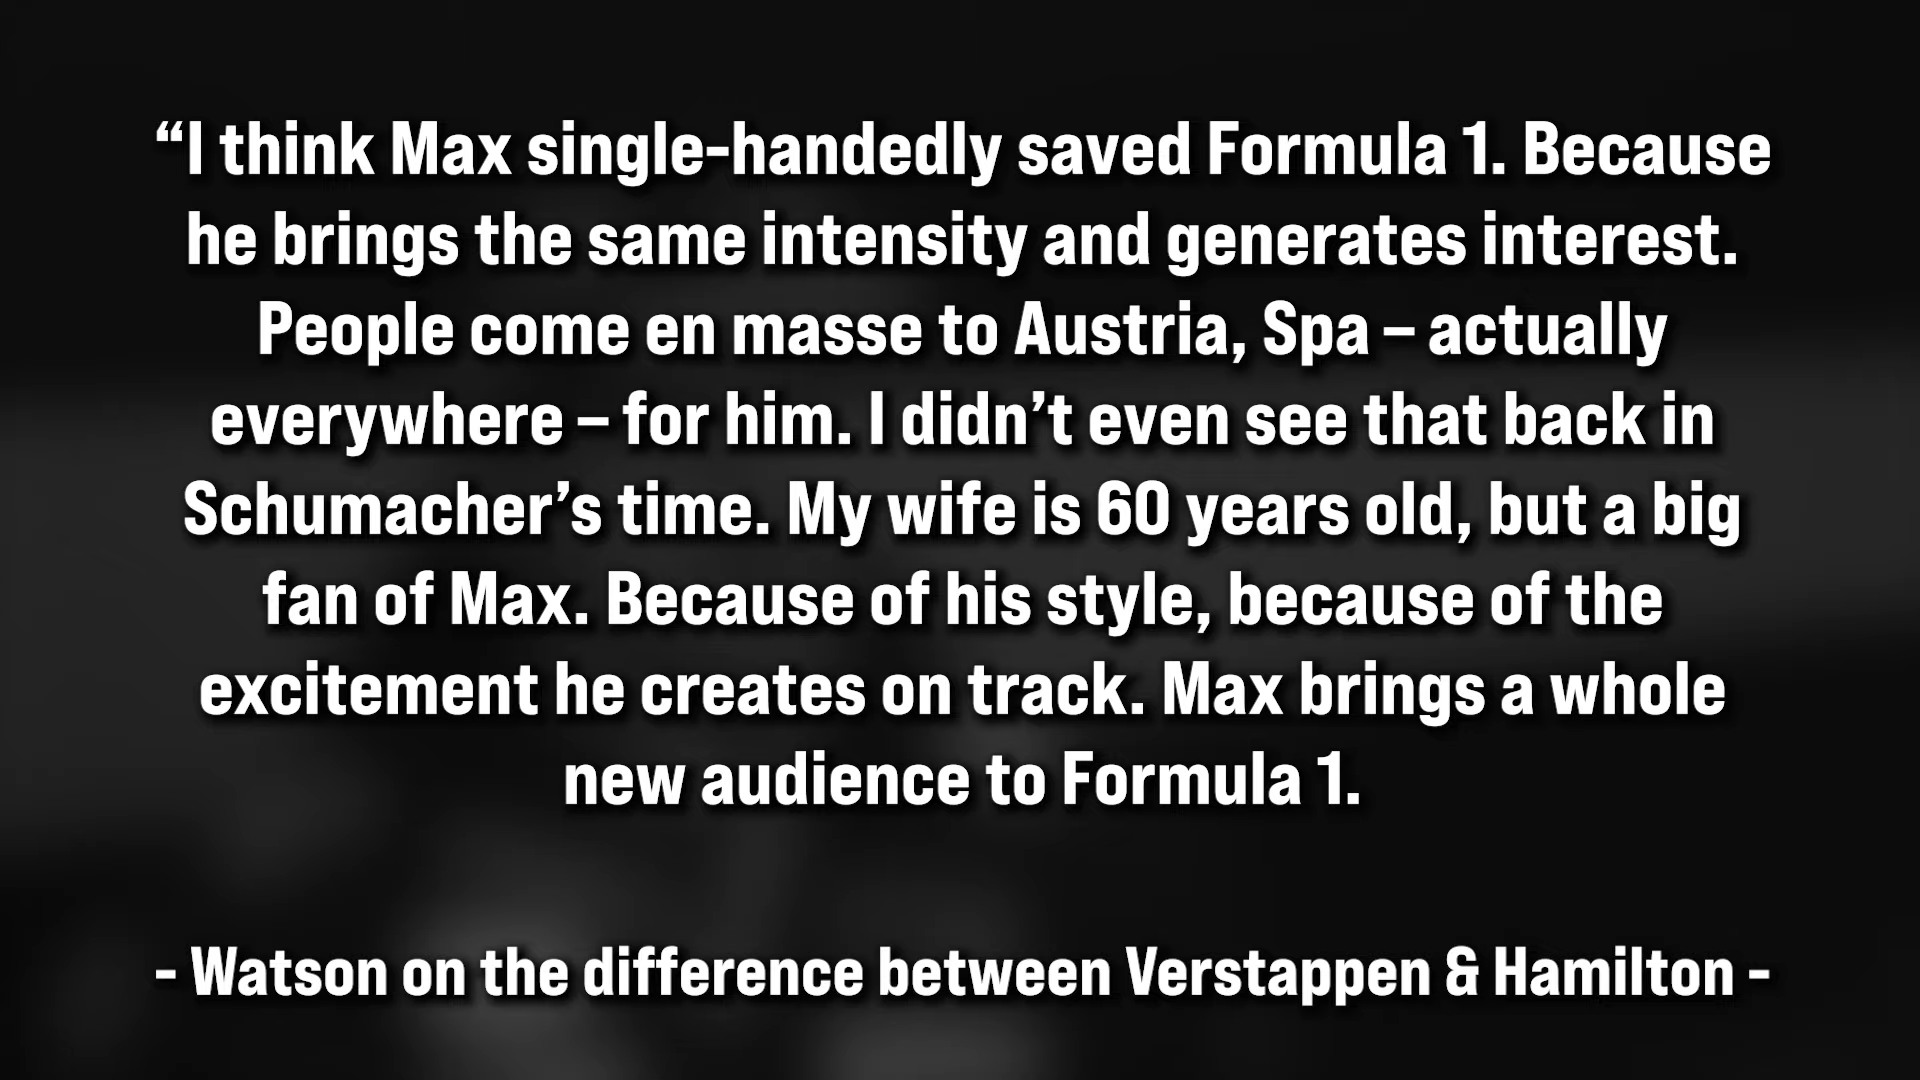 “I think Max single-handedly saved Formula 1. Because
he brings the same intensity and generates interest.
People come en masse to Austria, Spa – actually
everywhere – for him. I didn’t even see that back in
Schumacher’s time. My wife is 60 years old, but a big
fan of Max. Because of his style, because of the
excitement he creates on track. Max brings a whole
new audience to Formula 1.
- Watson on the difference between Verstappen & Hamilton -